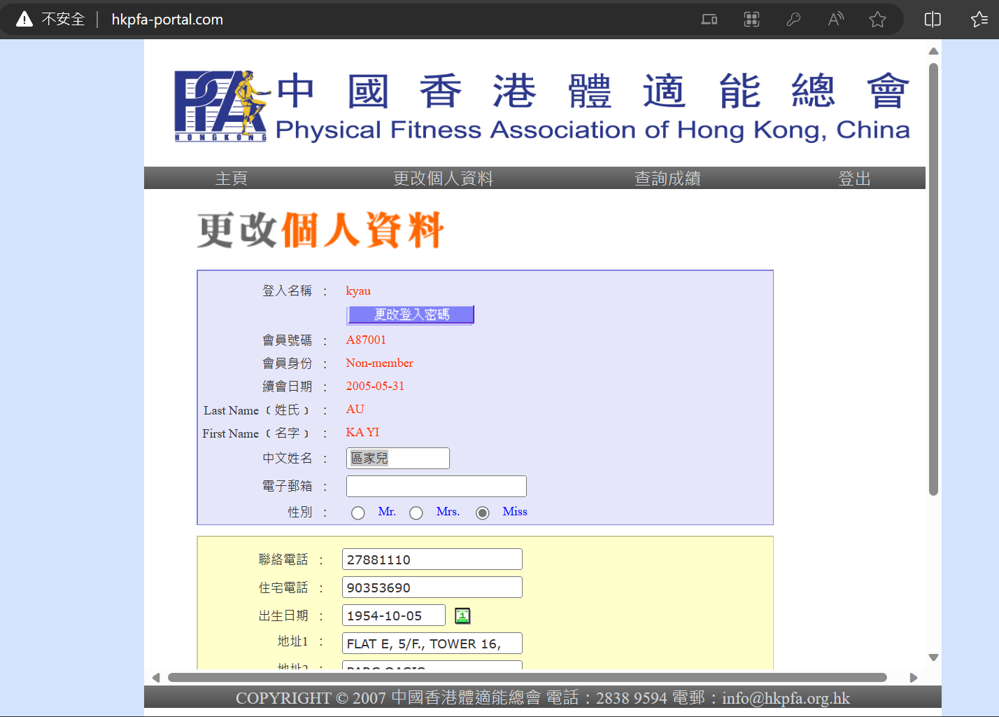 不安全 hkpfa-portal.com
PFA
HONGKONG
中國香港體適能總會
Physical Fitness Association of Hong Kong, China
主頁 更改個人資料 查詢成績 登出
更改個人資料
登入名稱 : kyau
更改登入密碼
會員號碼 : A87001
會員身份 : Non-member
續會日期 : 2005-05-31
Last Name﹝姓氏﹞ : AU
First Name﹝名字﹞ : KA YI
中文姓名 : 區家兒
電子郵箱 :
性別 : Mr. Mrs. Miss
聯絡電話 : 27881110
住宅電話 : 90353690
出生日期 : 1954-10-05
地址1 : FLAT E, 5/F., TOWER 16,
地址2 : PARC OASIS
COPYRIGHT © 2007 中國香港體適能總會 電話：2838 9594 電郵：info@hkpfa.org.hk